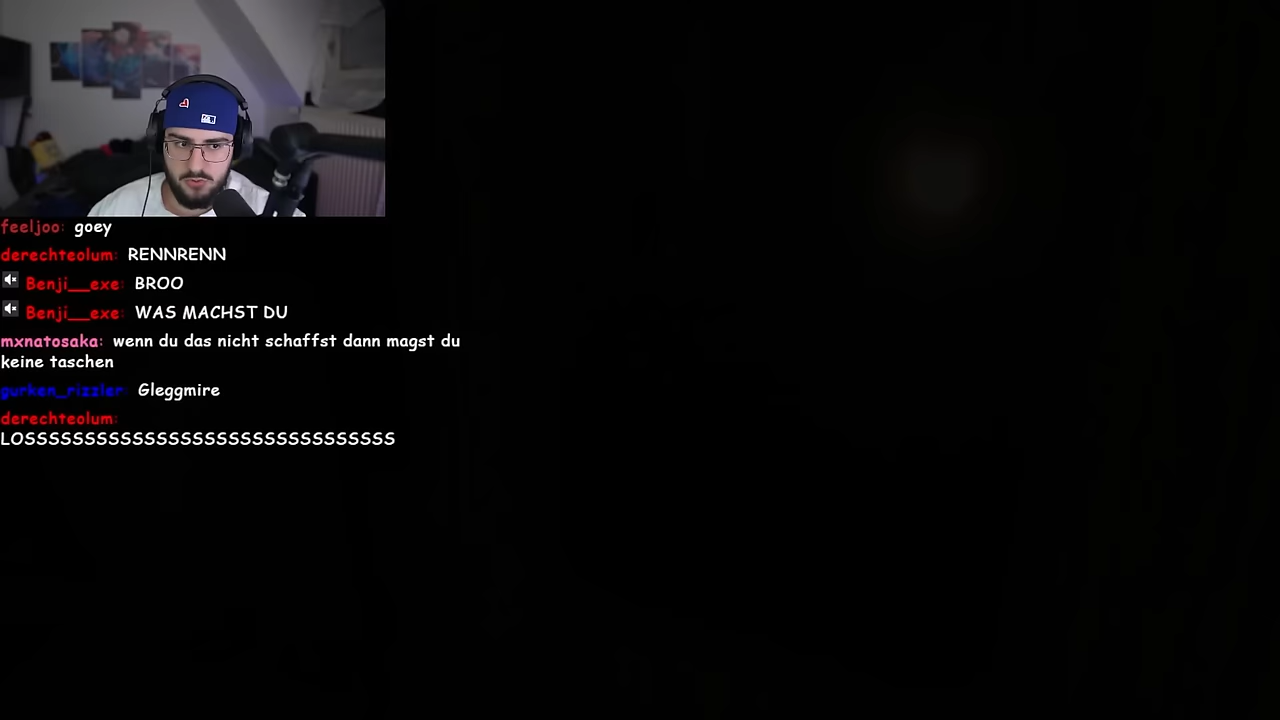 feeljoo: goey
derechteolum: RENNRENN
Benji__exe: BROO
Benji__exe: WAS MACHST DU
mxnatosaka: wenn du das nicht schaffst dann magst du
keine taschen
gurken_rizzler: Gleggmire
derechteolum:
LOSSSSSSSSSSSSSSSSSSSSSSSSSSSSSSS